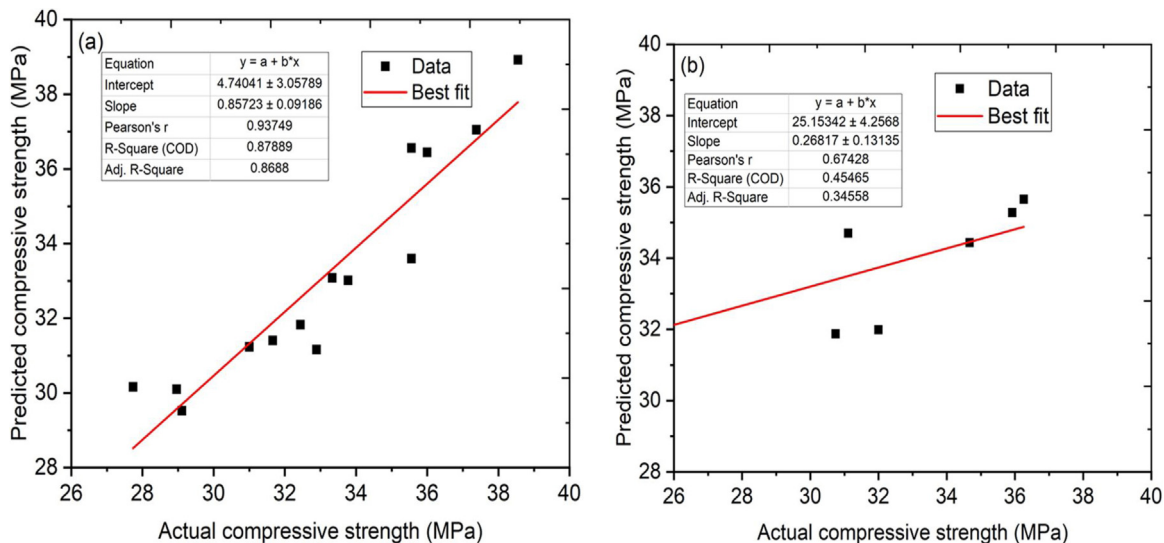 (a)
Equation y = a + b*x
Intercept 4.74041 ± 3.05789
Slope 0.85723 ± 0.09186
Pearson's r 0.93749
R-Square (COD) 0.87889
Adj. R-Square 0.8688
Data
Best fit
Predicted compressive strength (MPa)
40
38
36
34
32
30
28
26 28 30 32 34 36 38 40
Actual compressive strength (MPa)
(b)
Equation y = a + b*x
Intercept 25.15342 ± 4.2568
Slope 0.26817 ± 0.13135
Pearson's r 0.67428
R-Square (COD) 0.45465
Adj. R-Square 0.34558
Data
Best fit
Predicted compressive strength (MPa)
40
38
36
34
32
30
28
26 28 30 32 34 36 38 40
Actual compressive strength (MPa)